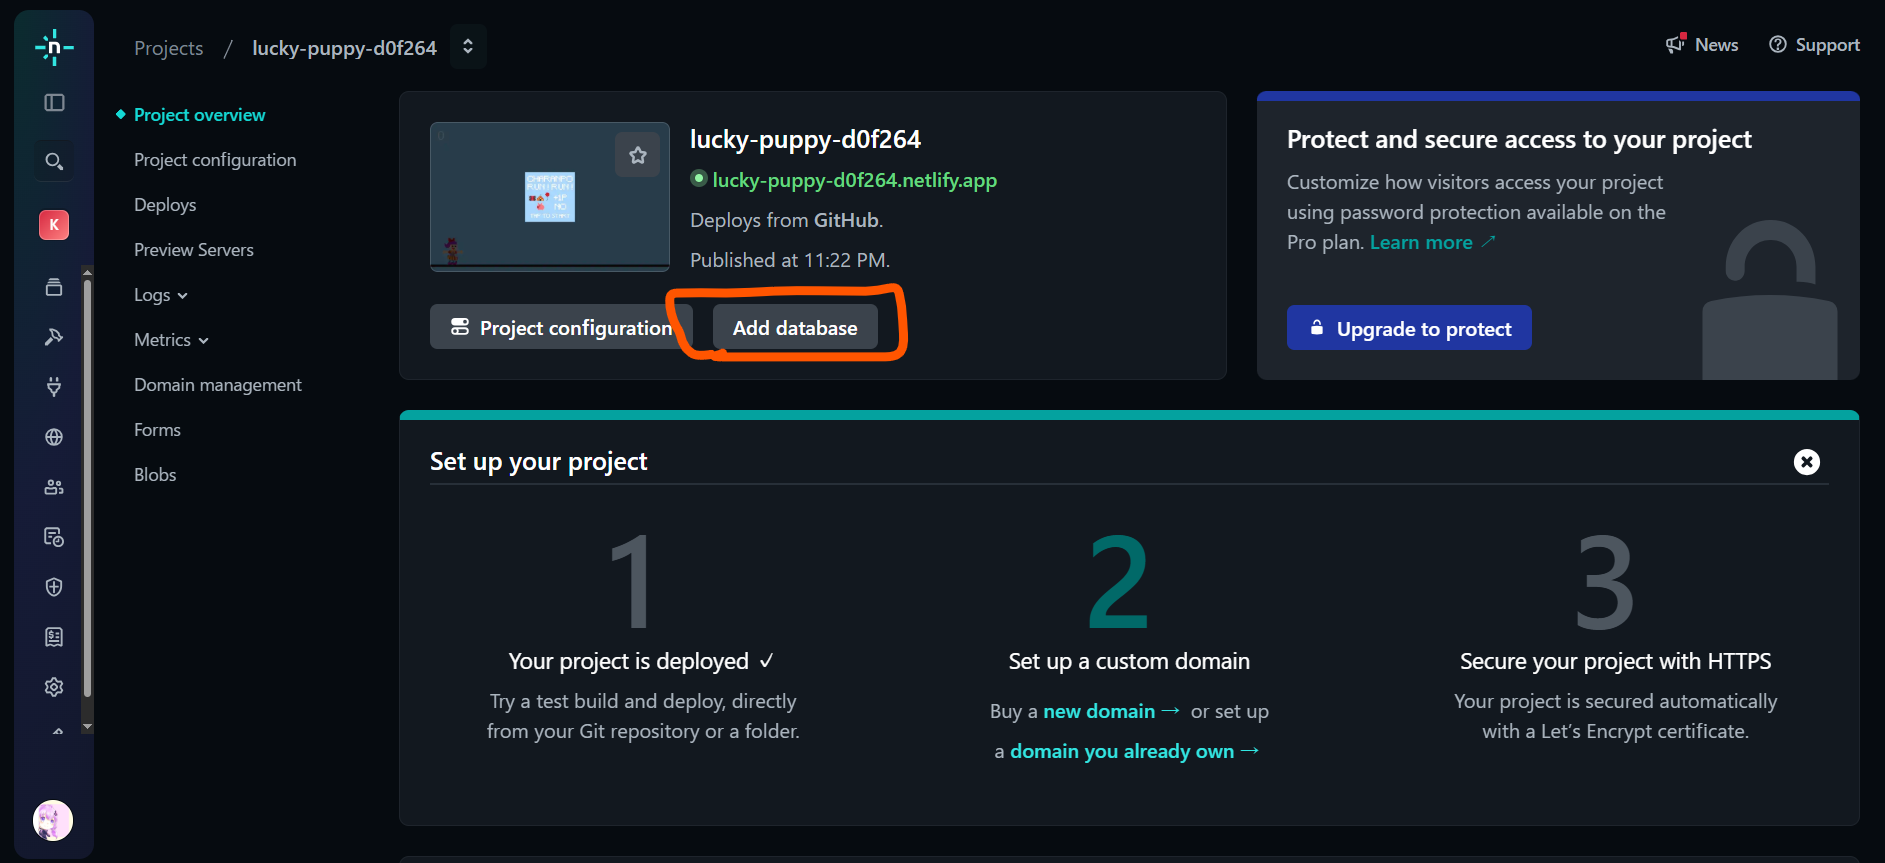 Projects / lucky-puppy-d0f264
News
Support
K
Project overview
Project configuration
Deploys
Preview Servers
Logs
Metrics
Domain management
Forms
Blobs
lucky-puppy-d0f264
lucky-puppy-d0f264.netlify.app
Deploys from GitHub.
Published at 11:22 PM.
Project configuration
Add database
Protect and secure access to your project
Customize how visitors access your project
using password protection available on the
Pro plan. Learn more ↗
Upgrade to protect
Set up your project
1
Your project is deployed ✓
Try a test build and deploy, directly
from your Git repository or a folder.
2
Set up a custom domain
Buy a new domain → or set up
a domain you already own →
3
Secure your project with HTTPS
Your project is secured automatically
with a Let’s Encrypt certificate.